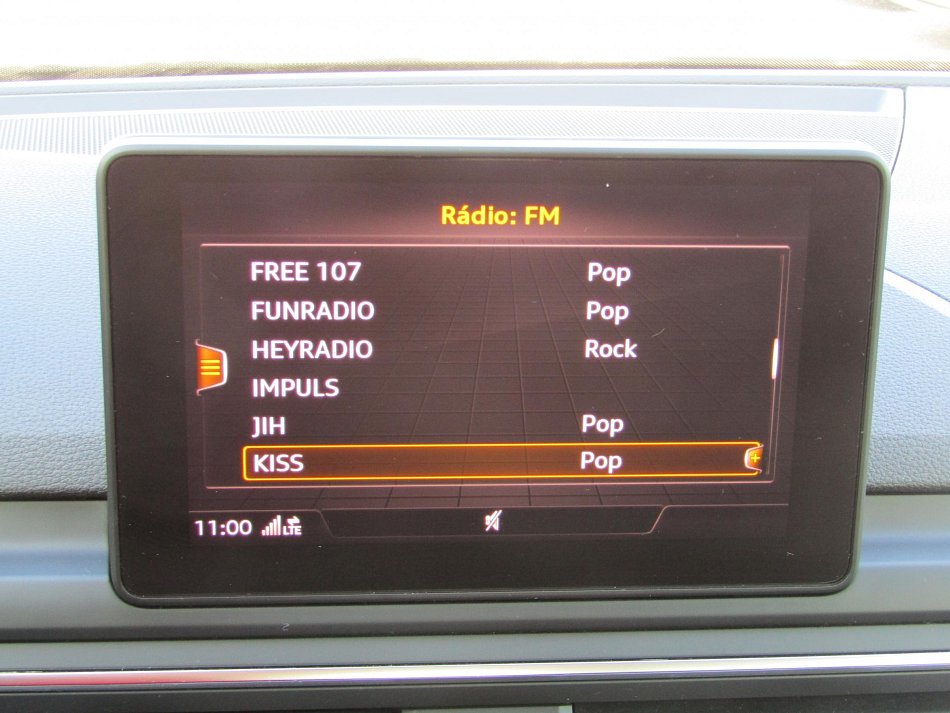 Rádio: FM
FREE 107 Pop
FUNRADIO Pop
HEYRADIO Rock
IMPULS
JIH Pop
KISS Pop
11:00 LTE